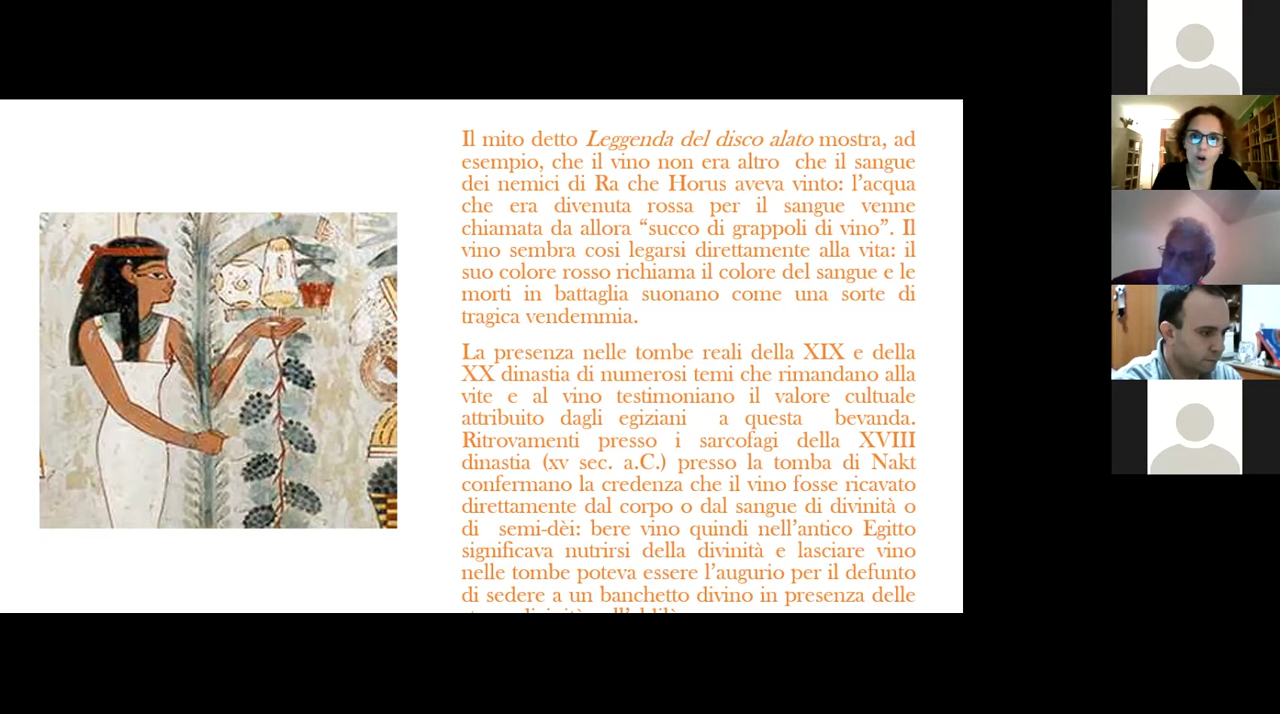 Il mito detto Leggenda del disco alato mostra, ad
esempio, che il vino non era altro che il sangue
dei nemici di Ra che Horus aveva vinto: l’acqua
che era divenuta rossa per il sangue venne
chiamata da allora “succo di grappoli di vino”. Il
vino sembra cosi legarsi direttamente alla vita: il
suo colore rosso richiama il colore del sangue e le
morti in battaglia suonano come una sorte di
tragica vendemmia.
La presenza nelle tombe reali della XIX e della
XX dinastia di numerosi temi che rimandano alla
vite e al vino testimoniano il valore cultuale
attribuito dagli egiziani a questa bevanda.
Ritrovamenti presso i sarcofagi della XVIII
dinastia (xv sec. a.C.) presso la tomba di Nakt
confermano la credenza che il vino fosse ricavato
direttamente dal corpo o dal sangue di divinità o
di semi-dèi: bere vino quindi nell’antico Egitto
significava nutrirsi della divinità e lasciare vino
nelle tombe poteva essere l’augurio per il defunto
di sedere a un banchetto divino in presenza delle